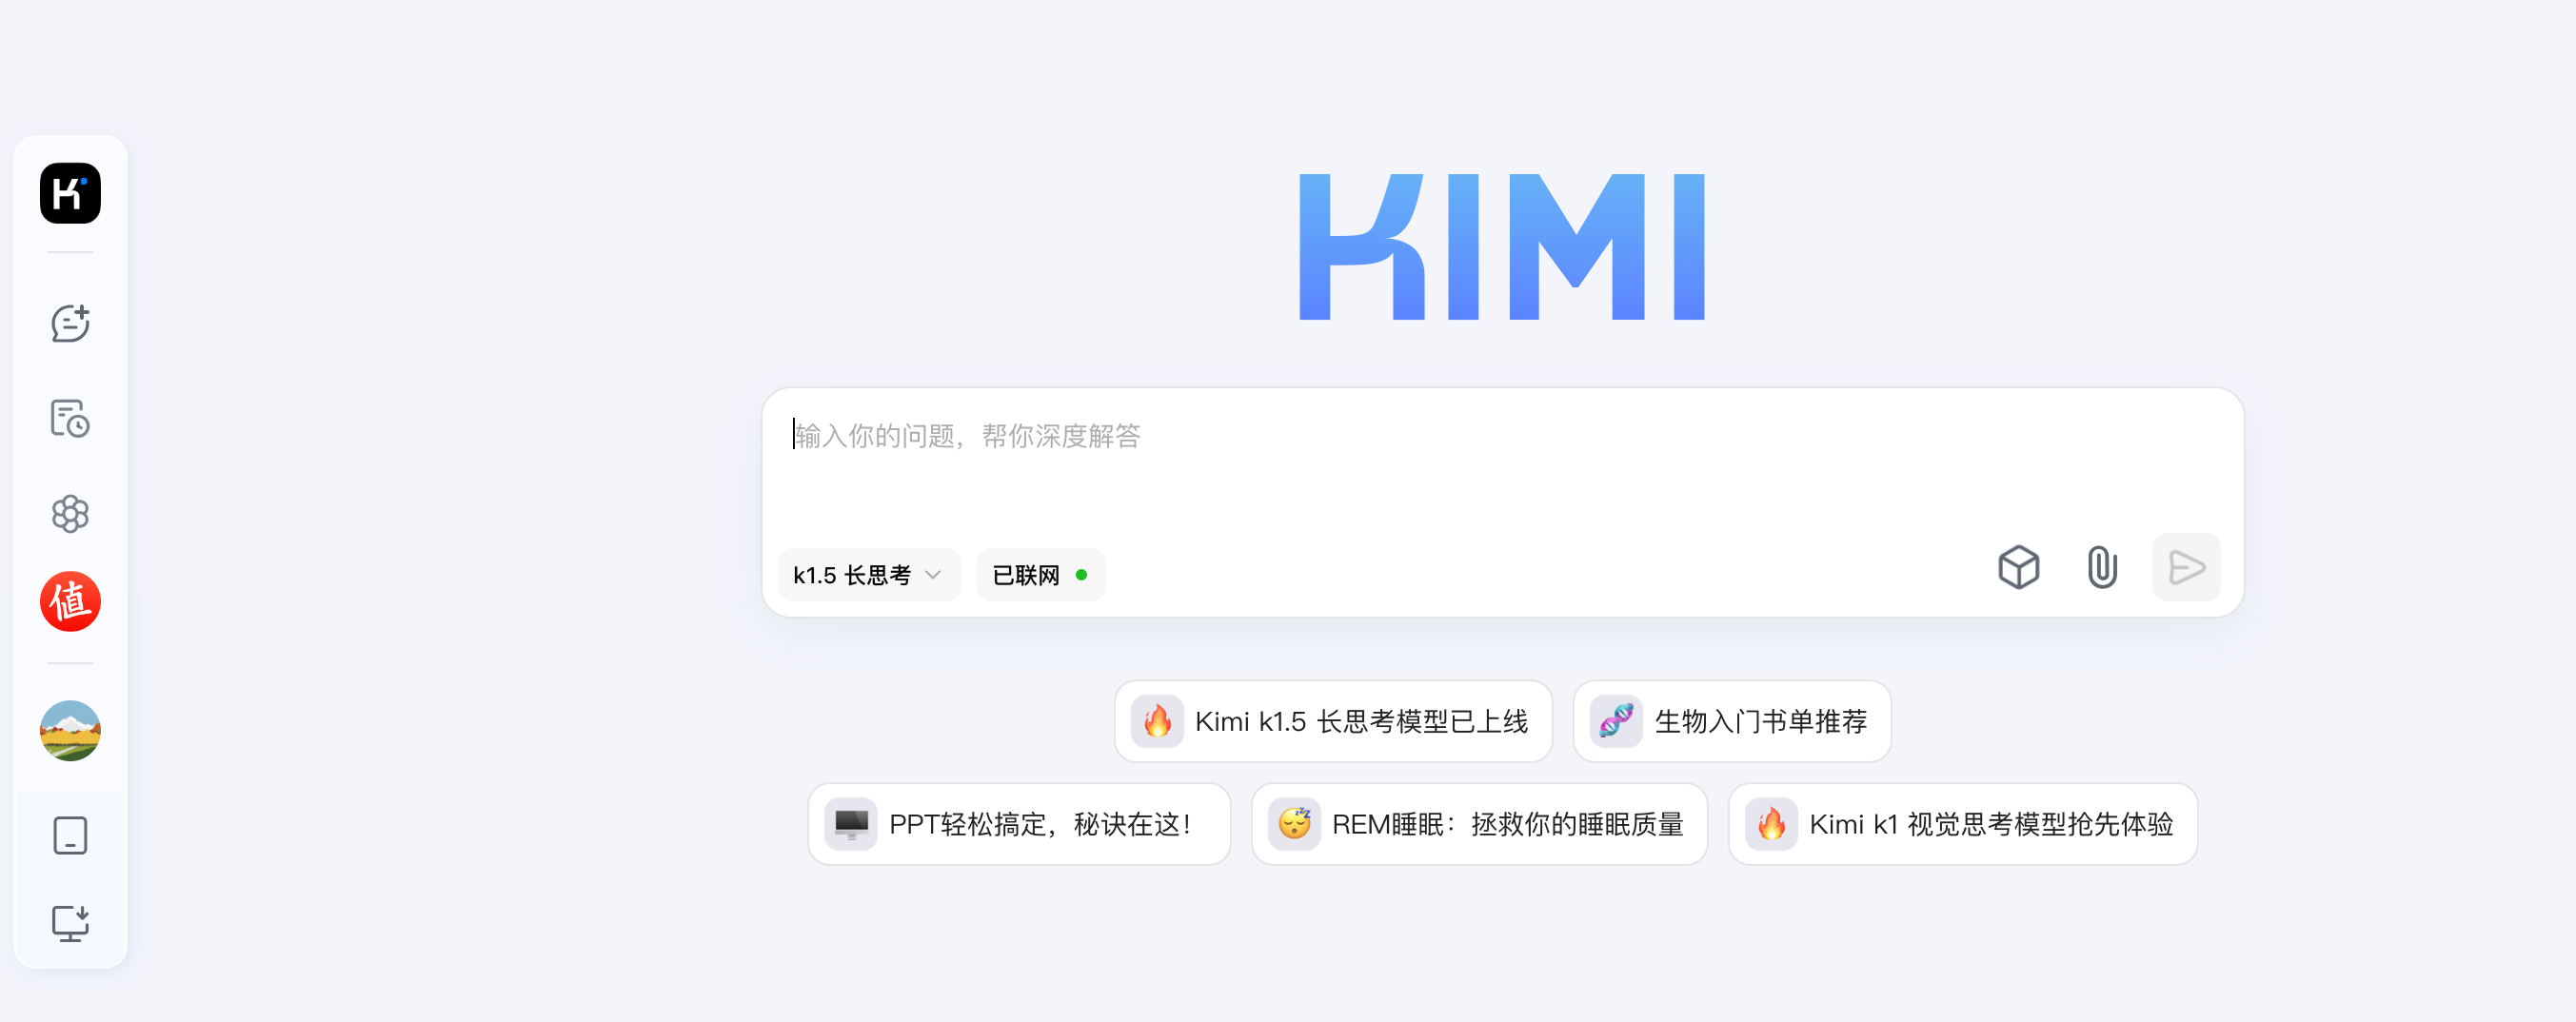 K
KIMI
输入你的问题，帮你深度解答
k1.5 长思考
已联网
值
Kimi k1.5 长思考模型已上线
生物入门书单推荐
PPT轻松搞定，秘诀在这！
REM睡眠：拯救你的睡眠质量
Kimi k1 视觉思考模型抢先体验